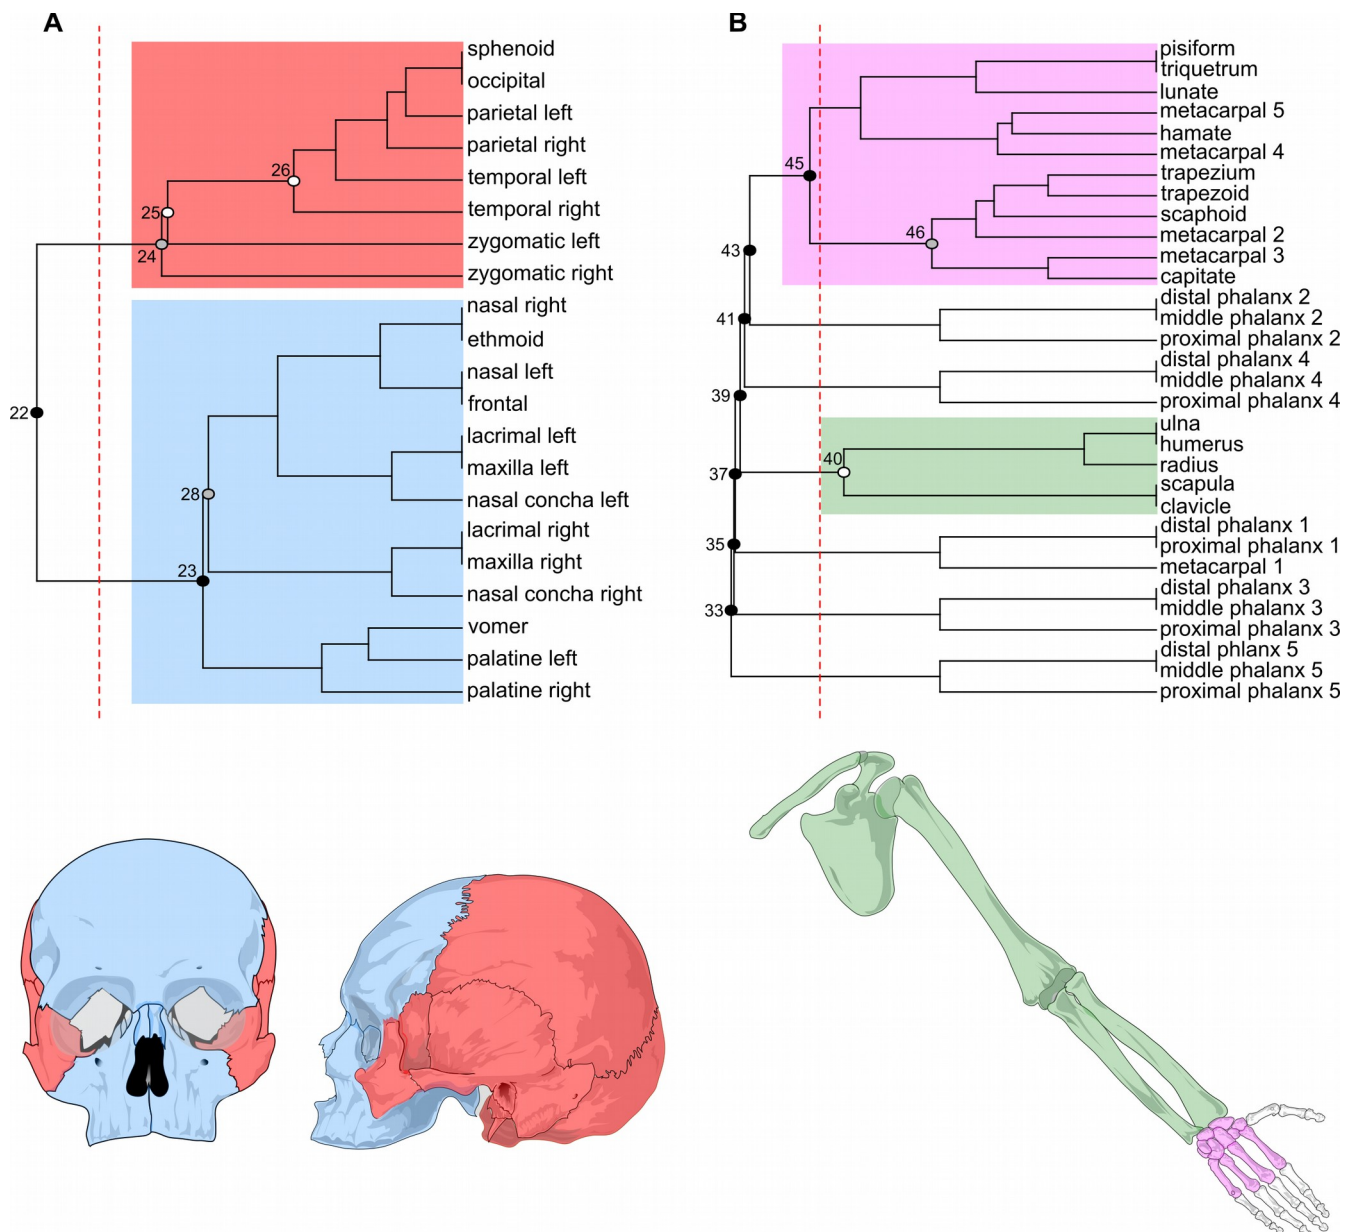 A
sphenoid
occipital
parietal left
parietal right
26
temporal left
25
temporal right
zygomatic left
24
zygomatic right
nasal right
ethmoid
nasal left
frontal
22
lacrimal left
maxilla left
28
nasal concha left
lacrimal right
maxilla right
23
nasal concha right
vomer
palatine left
palatine right
B
pisiform
triquetrum
lunate
metacarpal 5
hamate
metacarpal 4
45
trapezium
trapezoid
scaphoid
46
metacarpal 2
43
metacarpal 3
capitate
distal phalanx 2
41
middle phalanx 2
proximal phalanx 2
distal phalanx 4
middle phalanx 4
39
proximal phalanx 4
ulna
humerus
40
radius
37
scapula
clavicle
distal phalanx 1
35
proximal phalanx 1
metacarpal 1
distal phalanx 3
33
middle phalanx 3
proximal phalanx 3
distal phlanx 5
middle phalanx 5
proximal phalanx 5